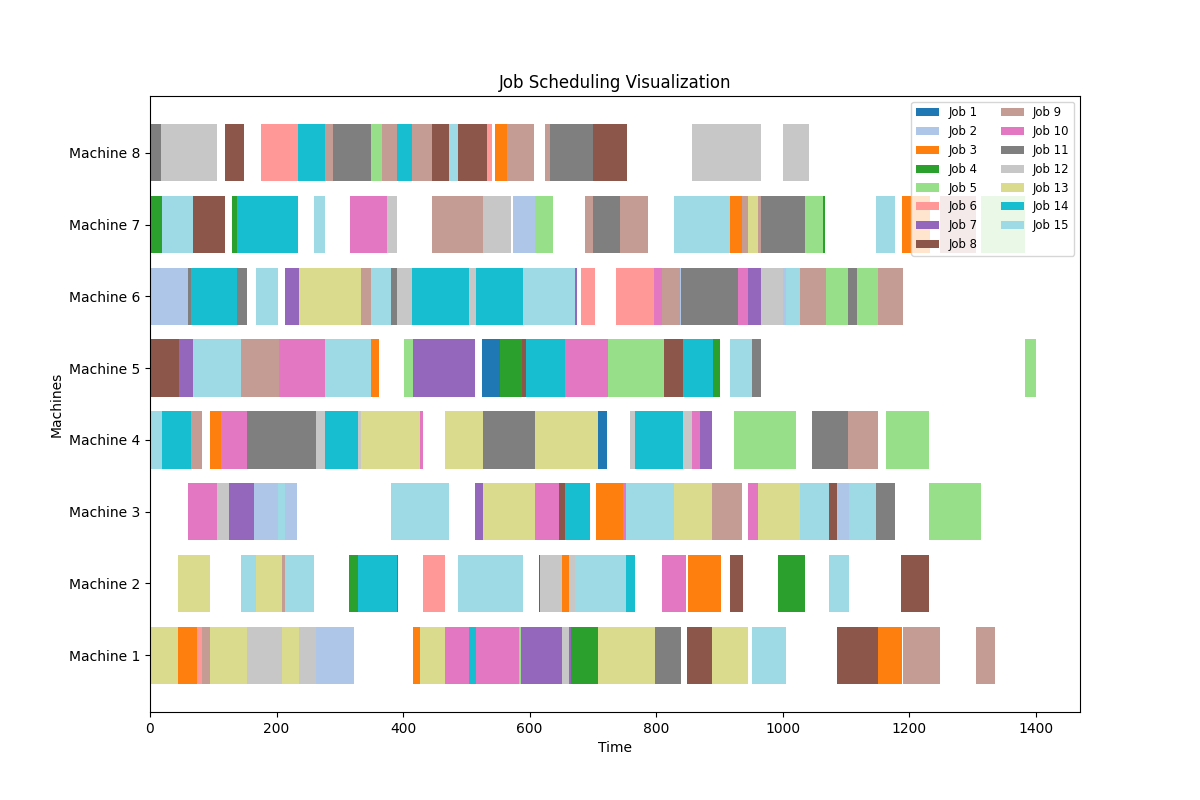 Job Scheduling Visualization
Machine 8
Machine 7
Machine 6
Machine 5
Machine 4
Machine 3
Machine 2
Machine 1
Machines
0 200 400 600 800 1000 1200 1400
Time
Job 1
Job 2
Job 3
Job 4
Job 5
Job 6
Job 7
Job 8
Job 9
Job 10
Job 11
Job 12
Job 13
Job 14
Job 15